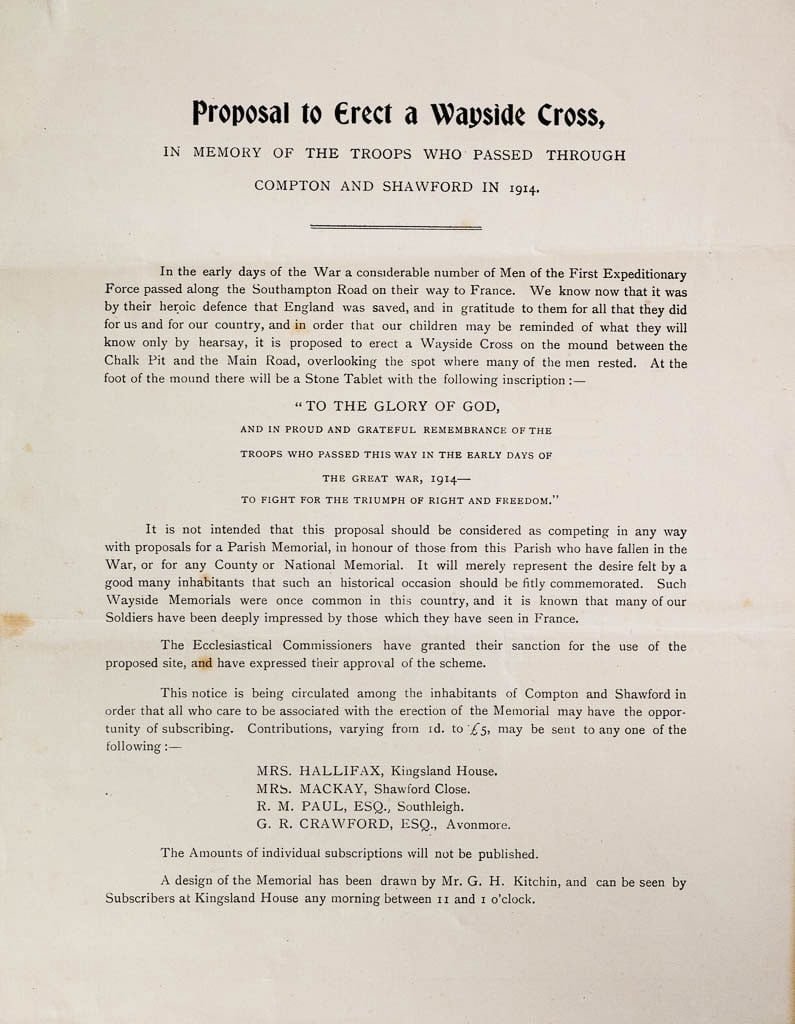 Proposal to Erect a Wayside Cross,
IN MEMORY OF THE TROOPS WHO PASSED THROUGH
COMPTON AND SHAWFORD IN 1914.
In the early days of the War a considerable number of Men of the First Expeditionary
Force passed along the Southampton Road on their way to France. We know now that it was
by their heroic defence that England was saved, and in gratitude to them for all that they did
for us and for our country, and in order that our children may be reminded of what they will
know only by hearsay, it is proposed to erect a Wayside Cross on the mound between the
Chalk Pit and the Main Road, overlooking the spot where many of the men rested. At the
foot of the mound there will be a Stone Tablet with the following inscription :—
"TO THE GLORY OF GOD,
AND IN PROUD AND GRATEFUL REMEMBRANCE OF THE
TROOPS WHO PASSED THIS WAY IN THE EARLY DAYS OF
THE GREAT WAR, 1914—
TO FIGHT FOR THE TRIUMPH OF RIGHT AND FREEDOM."
It is not intended that this proposal should be considered as competing in any way
with proposals for a Parish Memorial, in honour of those from this Parish who have fallen in the
War, or for any County or National Memorial. It will merely represent the desire felt by a
good many inhabitants that such an historical occasion should be fitly commemorated. Such
Wayside Memorials were once common in this country, and it is known that many of our
Soldiers have been deeply impressed by those which they have seen in France.
The Ecclesiastical Commissioners have granted their sanction for the use of the
proposed site, and have expressed their approval of the scheme.
This notice is being circulated among the inhabitants of Compton and Shawford in
order that all who care to be associated with the erection of the Memorial may have the oppor-
tunity of subscribing. Contributions, varying from 1d. to £5, may be sent to any one of the
following :—
MRS. HALLIFAX, Kingsland House.
MRS. MACKAY, Shawford Close.
R. M. PAUL, ESQ., Southleigh.
G. R. CRAWFORD, ESQ., Avonmore.
The Amounts of individual subscriptions will not be published.
A design of the Memorial has been drawn by Mr. G. H. Kitchin, and can be seen by
Subscribers at Kingsland House any morning between 11 and 1 o'clock.